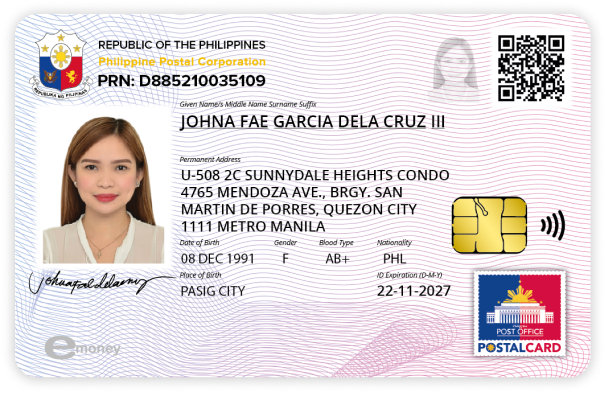 REPUBLIC OF THE PHILIPPINES
Philippine Postal Corporation
PRN: D885210035109
Given Name/s Middle Name Surname Suffix
JOHNA FAE GARCIA DELA CRUZ III
Permanent Address
U-508 2C SUNNYDALE HEIGHTS CONDO
4765 MENDOZA AVE., BRGY. SAN
MARTIN DE PORRES, QUEZON CITY
1111 METRO MANILA
Date of Birth Gender Blood Type Nationality
08 DEC 1991 F AB+ PHL
Place of Birth ID Expiration (D-M-Y)
PASIG CITY 22-11-2027
emoney
POST OFFICE
POSTALCARD